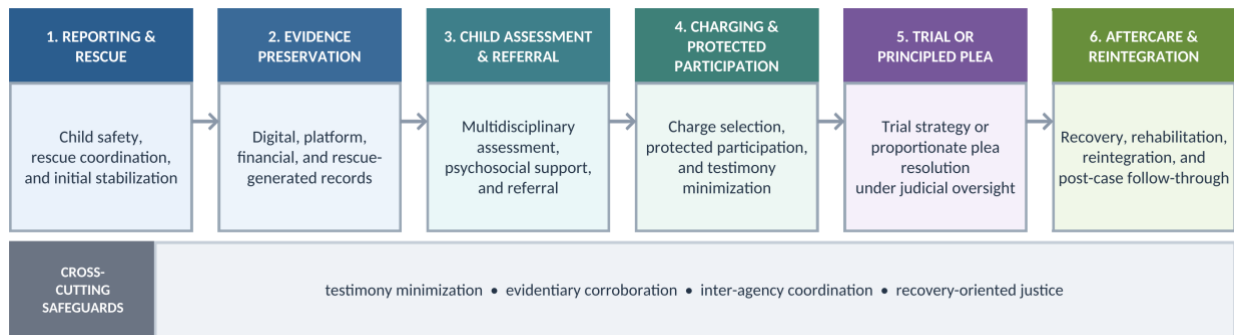 1. REPORTING &
RESCUE
Child safety,
rescue coordination,
and initial stabilization
2. EVIDENCE
PRESERVATION
Digital, platform,
financial, and rescue-
generated records
3. CHILD ASSESSMENT
& REFERRAL
Multidisciplinary
assessment,
psychosocial support,
and referral
4. CHARGING &
PROTECTED
PARTICIPATION
Charge selection,
protected participation,
and testimony
minimization
5. TRIAL OR
PRINCIPLED PLEA
Trial strategy or
proportionate plea
resolution
under judicial oversight
6. AFTERCARE &
REINTEGRATION
Recovery, rehabilitation,
reintegration, and
post-case follow-through
CROSS-
CUTTING
SAFEGUARDS
testimony minimization • evidentiary corroboration • inter-agency coordination • recovery-oriented justice